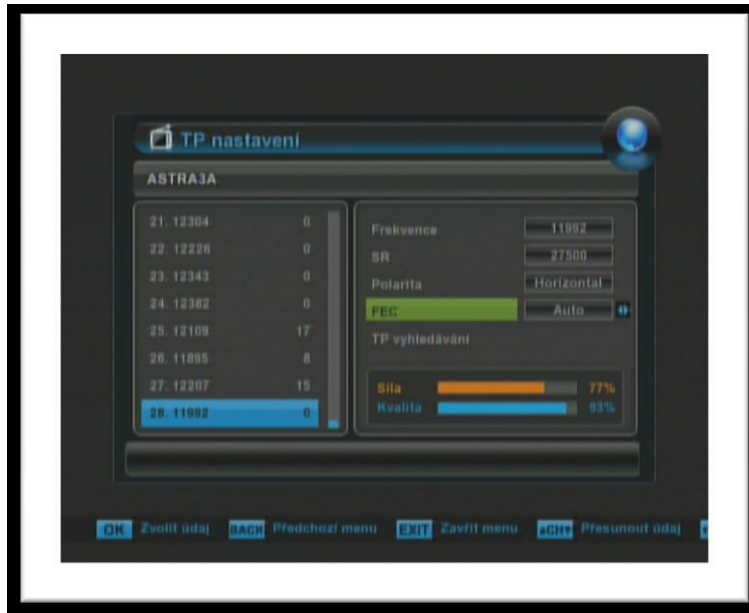 TP nastavení
ASTRA3A
21. 12304 0
22. 12226 0
23. 12343 0
24. 12382 0
25. 12109 17
26. 11895 8
27. 12207 15
28. 11992 0
Frekvence 11992
SR 27500
Polarita Horizontal
FEC Auto
TP vyhledávání
Síla 77%
Kvalita 93%
OK Zvolit údaj BACK Předchozí menu EXIT Zavřít menu ▲CH▼ Přesunout údaj